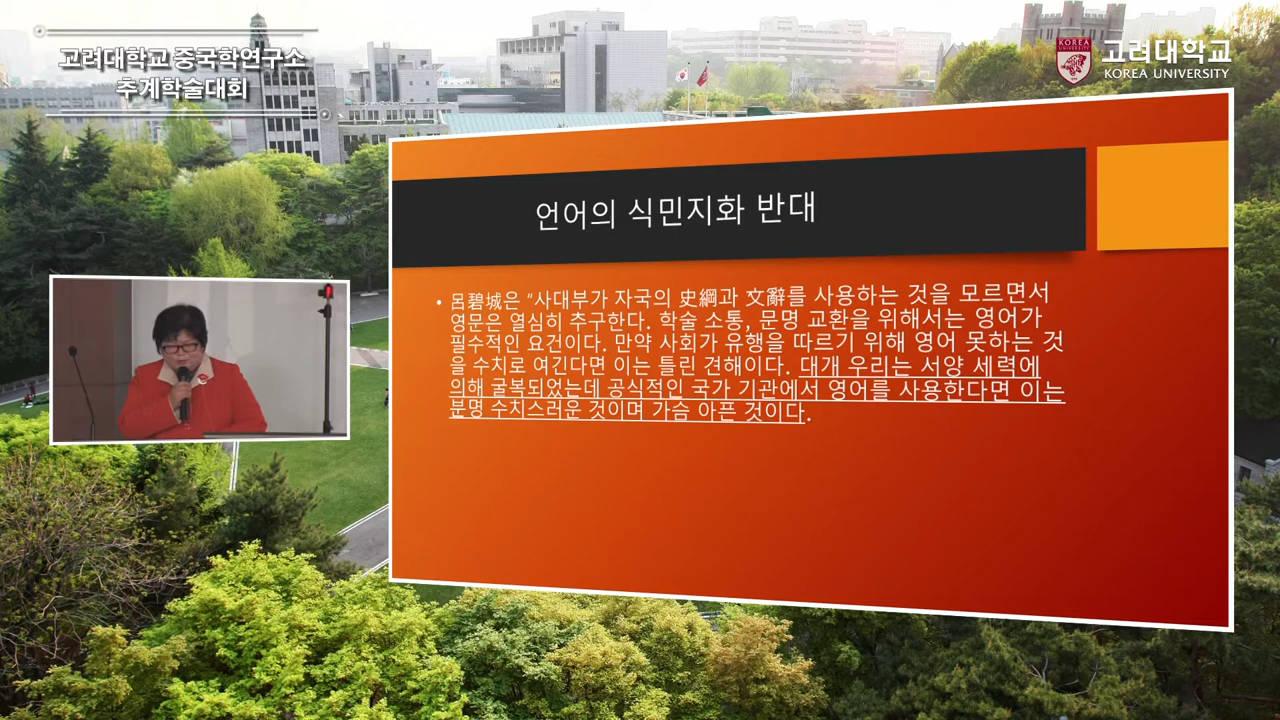 고려대학교 중국학연구소
추계학술대회
KOREA
UNIVERSITY
고려대학교
KOREA UNIVERSITY
언어의 식민지화 반대
• 呂碧城은 “사대부가 자국의 史綱과 文辭를 사용하는 것을 모르면서
영문은 열심히 추구한다. 학술 소통, 문명 교환을 위해서는 영어가
필수적인 요건이다. 만약 사회가 유행을 따르기 위해 영어 못하는 것
을 수치로 여긴다면 이는 틀린 견해이다. 대개 우리는 서양 세력에
의해 굴복되었는데 공식적인 국가 기관에서 영어를 사용한다면 이는
분명 수치스러운 것이며 가슴 아픈 것이다.